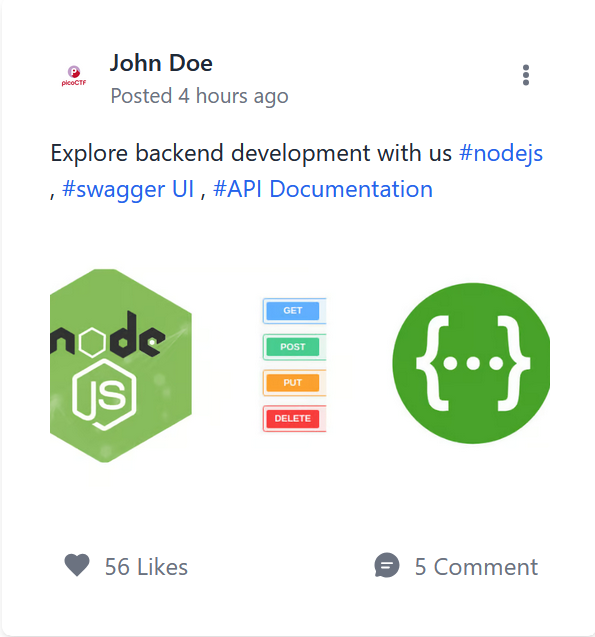 John Doe
picoCTF
Posted 4 hours ago
Explore backend development with us #nodejs
, #swagger UI , #API Documentation
node
JS
GET
POST
PUT
DELETE
{...}
56 Likes
5 Comment